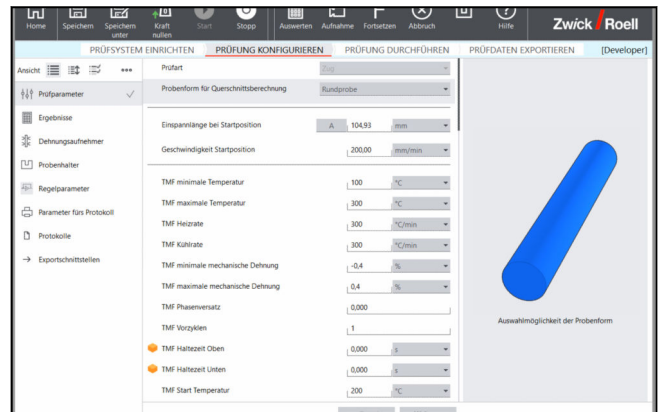 Home Speichern Speichern unter Kraft nullen Start Stopp Auswerten Aufnahme Fortsetzen Abbruch Hilfe Zwick Roell
PRÜFSYSTEM EINRICHTEN PRÜFUNG KONFIGURIEREN PRÜFUNG DURCHFÜHREN PRÜFDATEN EXPORTIEREN [Developer]
Ansicht
Prüfparameter
Ergebnisse
Dehnungsaufnehmer
Probenhalter
Regelparameter
Parameter fürs Protokoll
Protokolle
Exportschnittstellen
Prüfart Zug
Probenform für Querschnittsberechnung Rundprobe
Einspannlänge bei Startposition A 104,93 mm
Geschwindigkeit Startposition 200,00 mm/min
TMF minimale Temperatur 100 °C
TMF maximale Temperatur 300 °C
TMF Heizrate 300 °C/min
TMF Kühlrate 300 °C/min
TMF minimale mechanische Dehnung -0,4 %
TMF maximale mechanische Dehnung 0,4 %
TMF Phasenversatz 0,000
TMF Vorzyklen 1
TMF Haltezeit Oben 0,000 s
TMF Haltezeit Unten 0,000 s
TMF Start Temperatur 200 °C
Auswahlmöglichkeit der Probenform